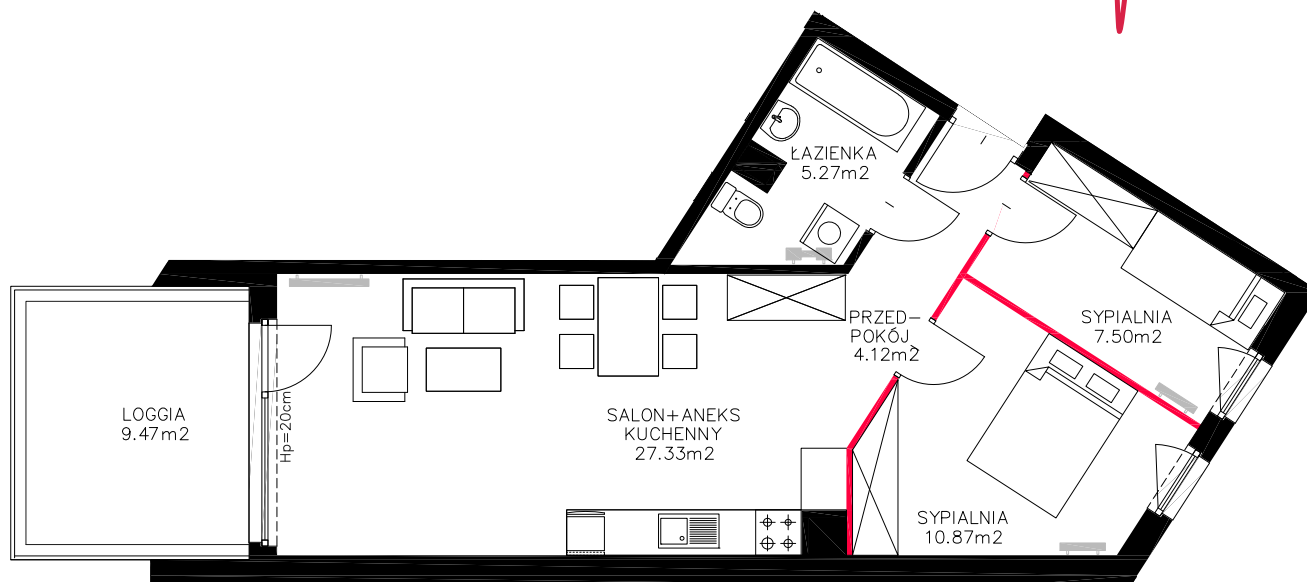 ŁAZIENKA
5.27m2
PRZED-
POKÓJ
4.12m2
SYPIALNIA
7.50m2
LOGGIA
9.47m2
Hp=20cm
SALON+ANEKS
KUCHENNY
27.33m2
SYPIALNIA
10.87m2